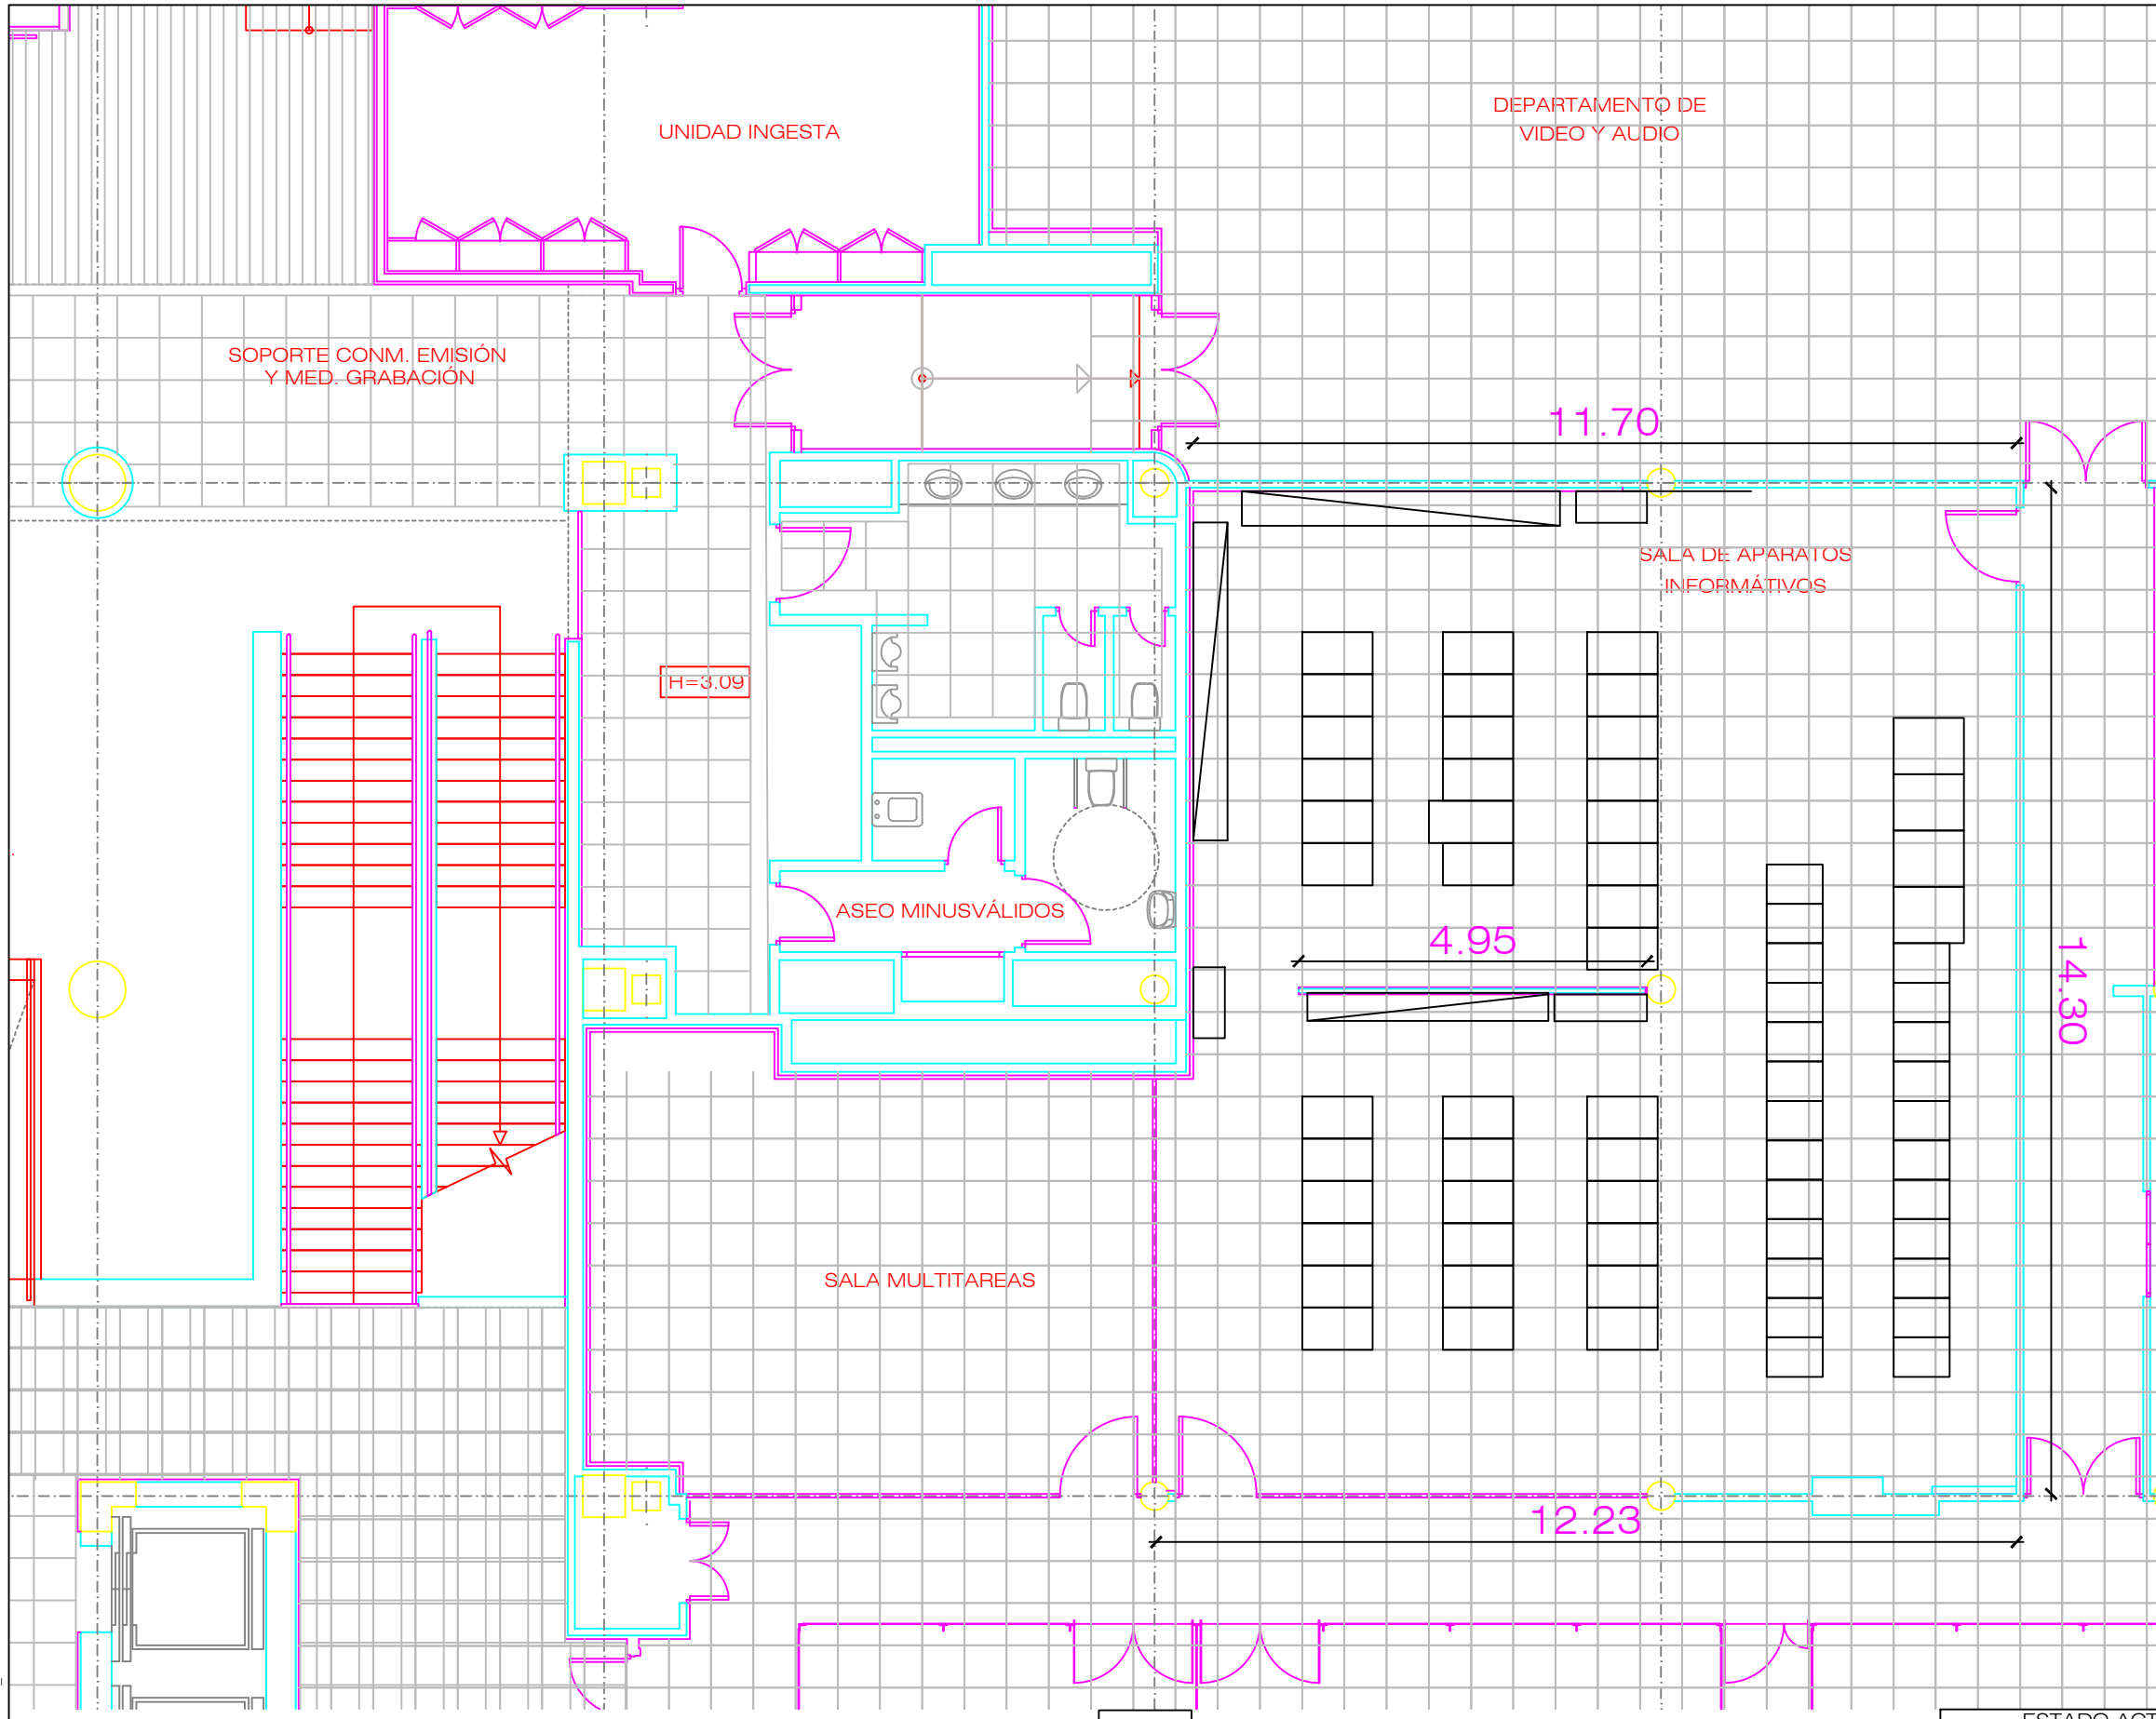 UNIDAD INGESTA
DEPARTAMENTO DE
VIDEO Y AUDIO
SOPORTE CONM. EMISIÓN
Y MED. GRABACIÓN
11.70
SALA DE APARATOS
INFORMÁTIVOS
H=3.09
ASEO MINUSVÁLIDOS
4.95
14.30
SALA MULTITAREAS
12.23